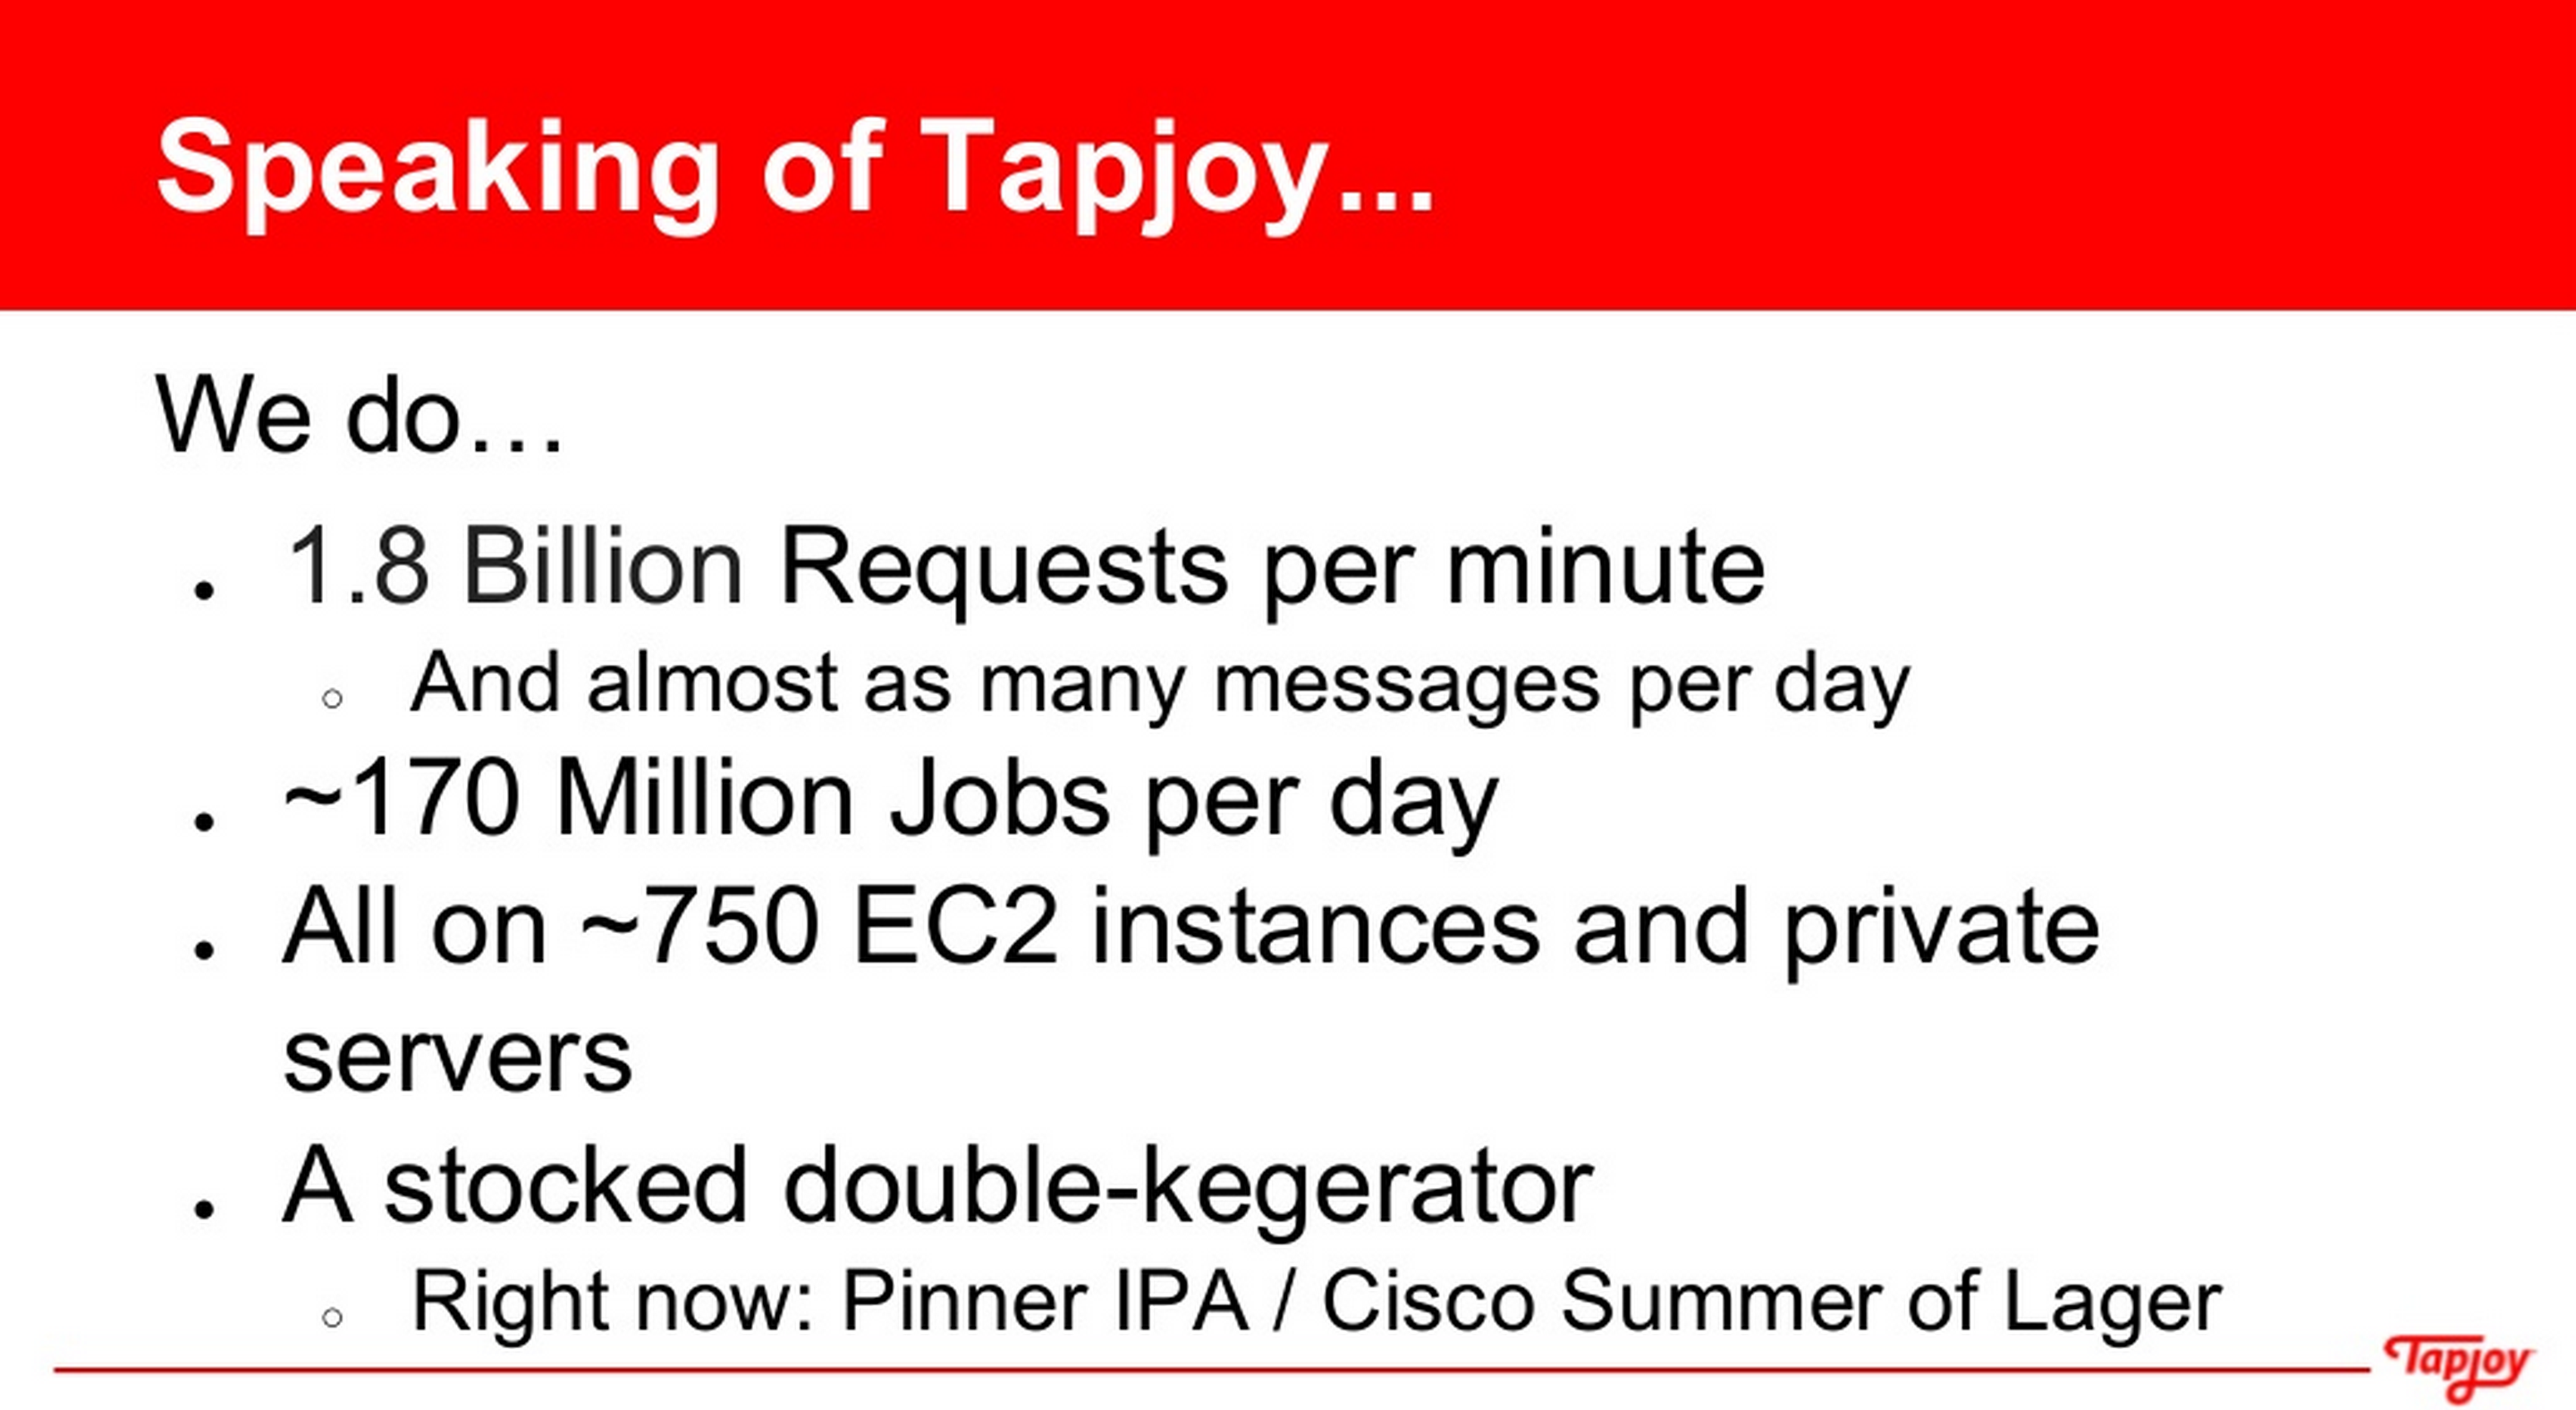 Speaking of Tapjoy...
We do…
• 1.8 Billion Requests per minute
○ And almost as many messages per day
• ~170 Million Jobs per day
• All on ~750 EC2 instances and private
servers
• A stocked double-kegerator
○ Right now: Pinner IPA / Cisco Summer of Lager
Tapjoy